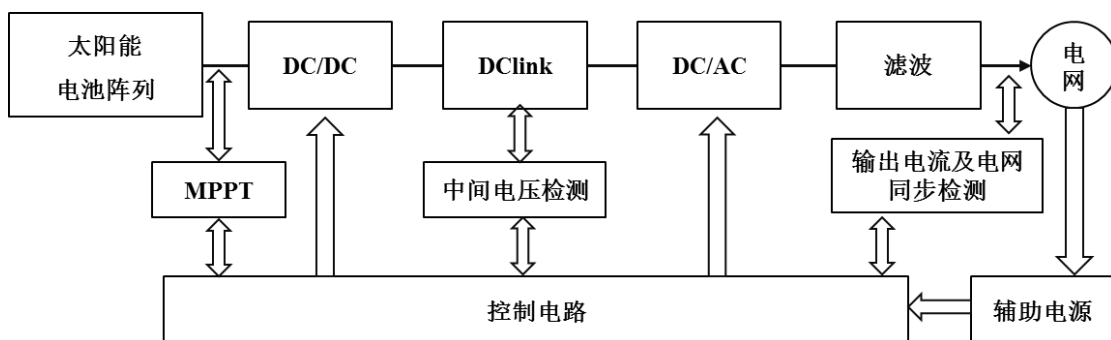 太阳能
电池阵列
DC/DC
DClink
DC/AC
滤波
电
网
MPPT
中间电压检测
输出电流及电网
同步检测
控制电路
辅助电源